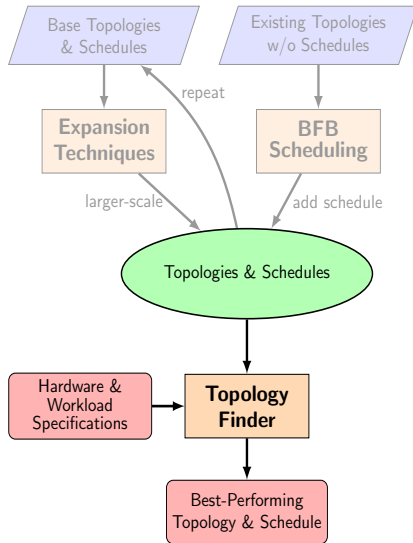 Base Topologies
& Schedules
Existing Topologies
w/o Schedules
repeat
Expansion
Techniques
BFB
Scheduling
larger-scale
add schedule
Topologies & Schedules
Hardware &
Workload
Specifications
Topology
Finder
Best-Performing
Topology & Schedule